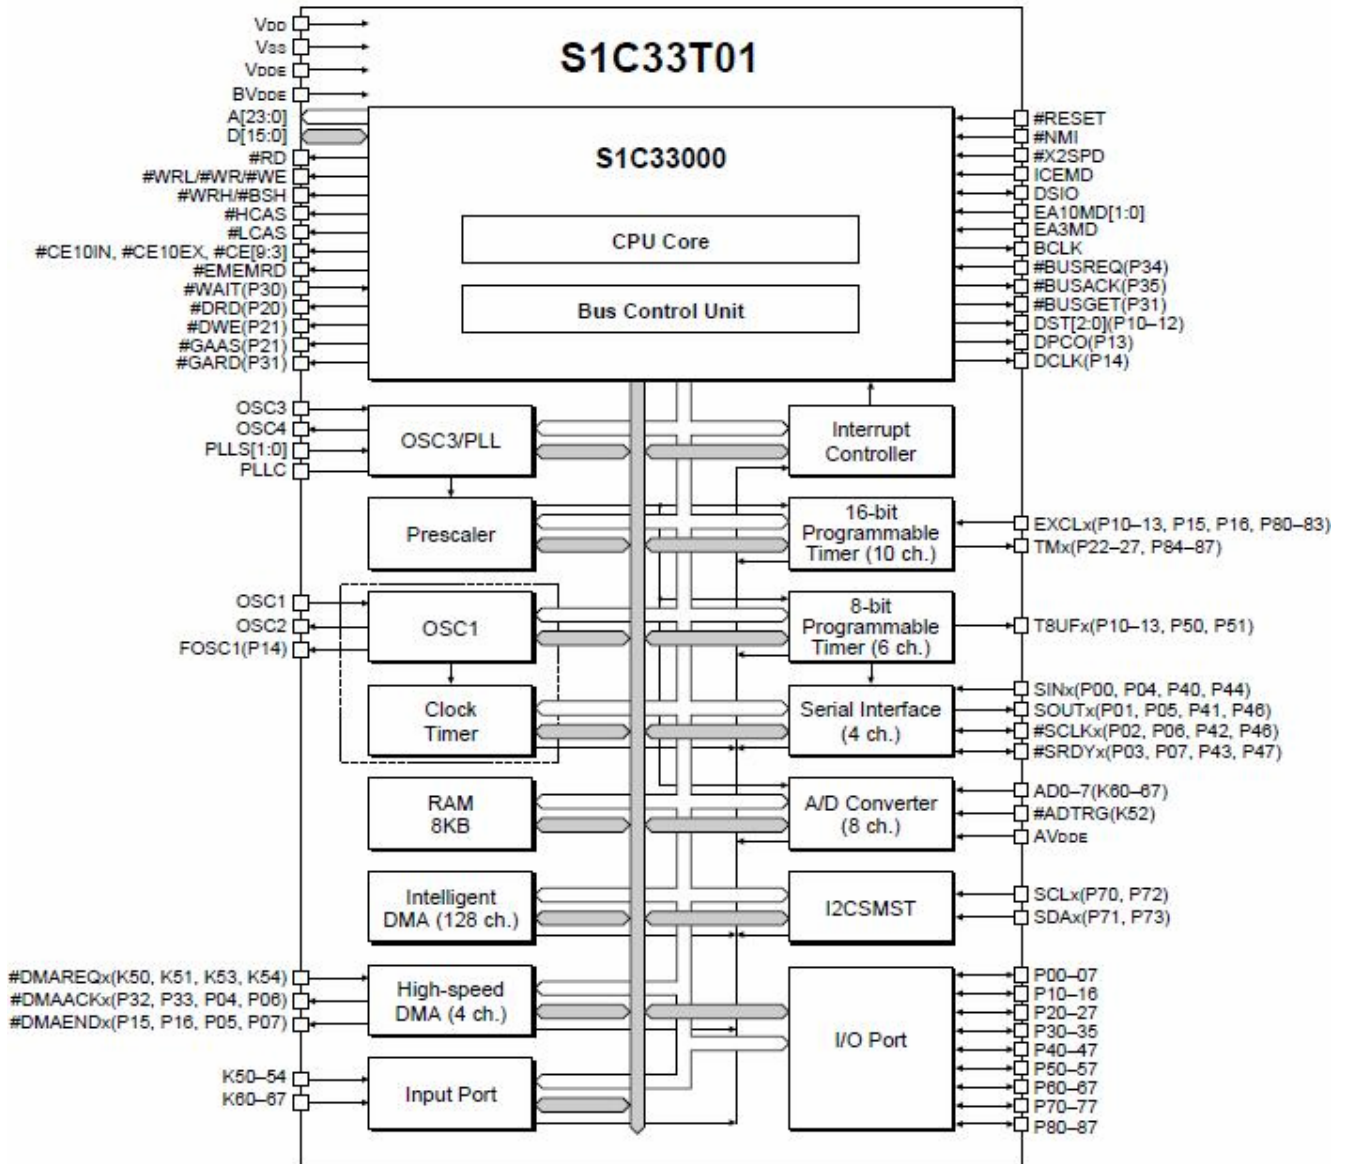 S1C33T01
VDD
VSS
VDDE
BVDDE
A[23:0]
D[15:0]
#RD
#WRL/#WR/#WE
#WRH/#BSH
#HCAS
#LCAS
#CE10IN, #CE10EX, #CE[9:3]
#EMEMRD
#WAIT(P30)
#DRD(P20)
#DWE(P21)
#GAAS(P21)
#GARD(P31)
S1C33000
CPU Core
Bus Control Unit
#RESET
#NMI
#X2SPD
ICEMD
DSIO
EA10MD[1:0]
EA3MD
BCLK
#BUSREQ(P34)
#BUSACK(P35)
#BUSGET(P31)
DST[2:0](P10–12)
DPCO(P13)
DCLK(P14)
OSC3
OSC4
PLLS[1:0]
PLLC
OSC3/PLL
Interrupt
Controller
Prescaler
16-bit
Programmable
Timer (10 ch.)
EXCLx(P10–13, P15, P16, P80–83)
TMx(P22–27, P84–87)
OSC1
OSC2
FOSC1(P14)
OSC1
8-bit
Programmable
Timer (6 ch.)
T8UFx(P10–13, P50, P51)
Clock
Timer
Serial Interface
(4 ch.)
SINx(P00, P04, P40, P44)
SOUTx(P01, P05, P41, P46)
#SCLKx(P02, P06, P42, P46)
#SRDYx(P03, P07, P43, P47)
RAM
8KB
A/D Converter
(8 ch.)
AD0–7(K60–67)
#ADTRG(K52)
AVDDE
Intelligent
DMA (128 ch.)
I2CSMST
SCLx(P70, P72)
SDAx(P71, P73)
#DMAREQx(K50, K51, K53, K54)
#DMAACKx(P32, P33, P04, P06)
#DMAENDx(P15, P16, P05, P07)
High-speed
DMA (4 ch.)
K50–54
K60–67
Input Port
I/O Port
P00–07
P10–16
P20–27
P30–35
P40–47
P50–57
P60–67
P70–77
P80–87